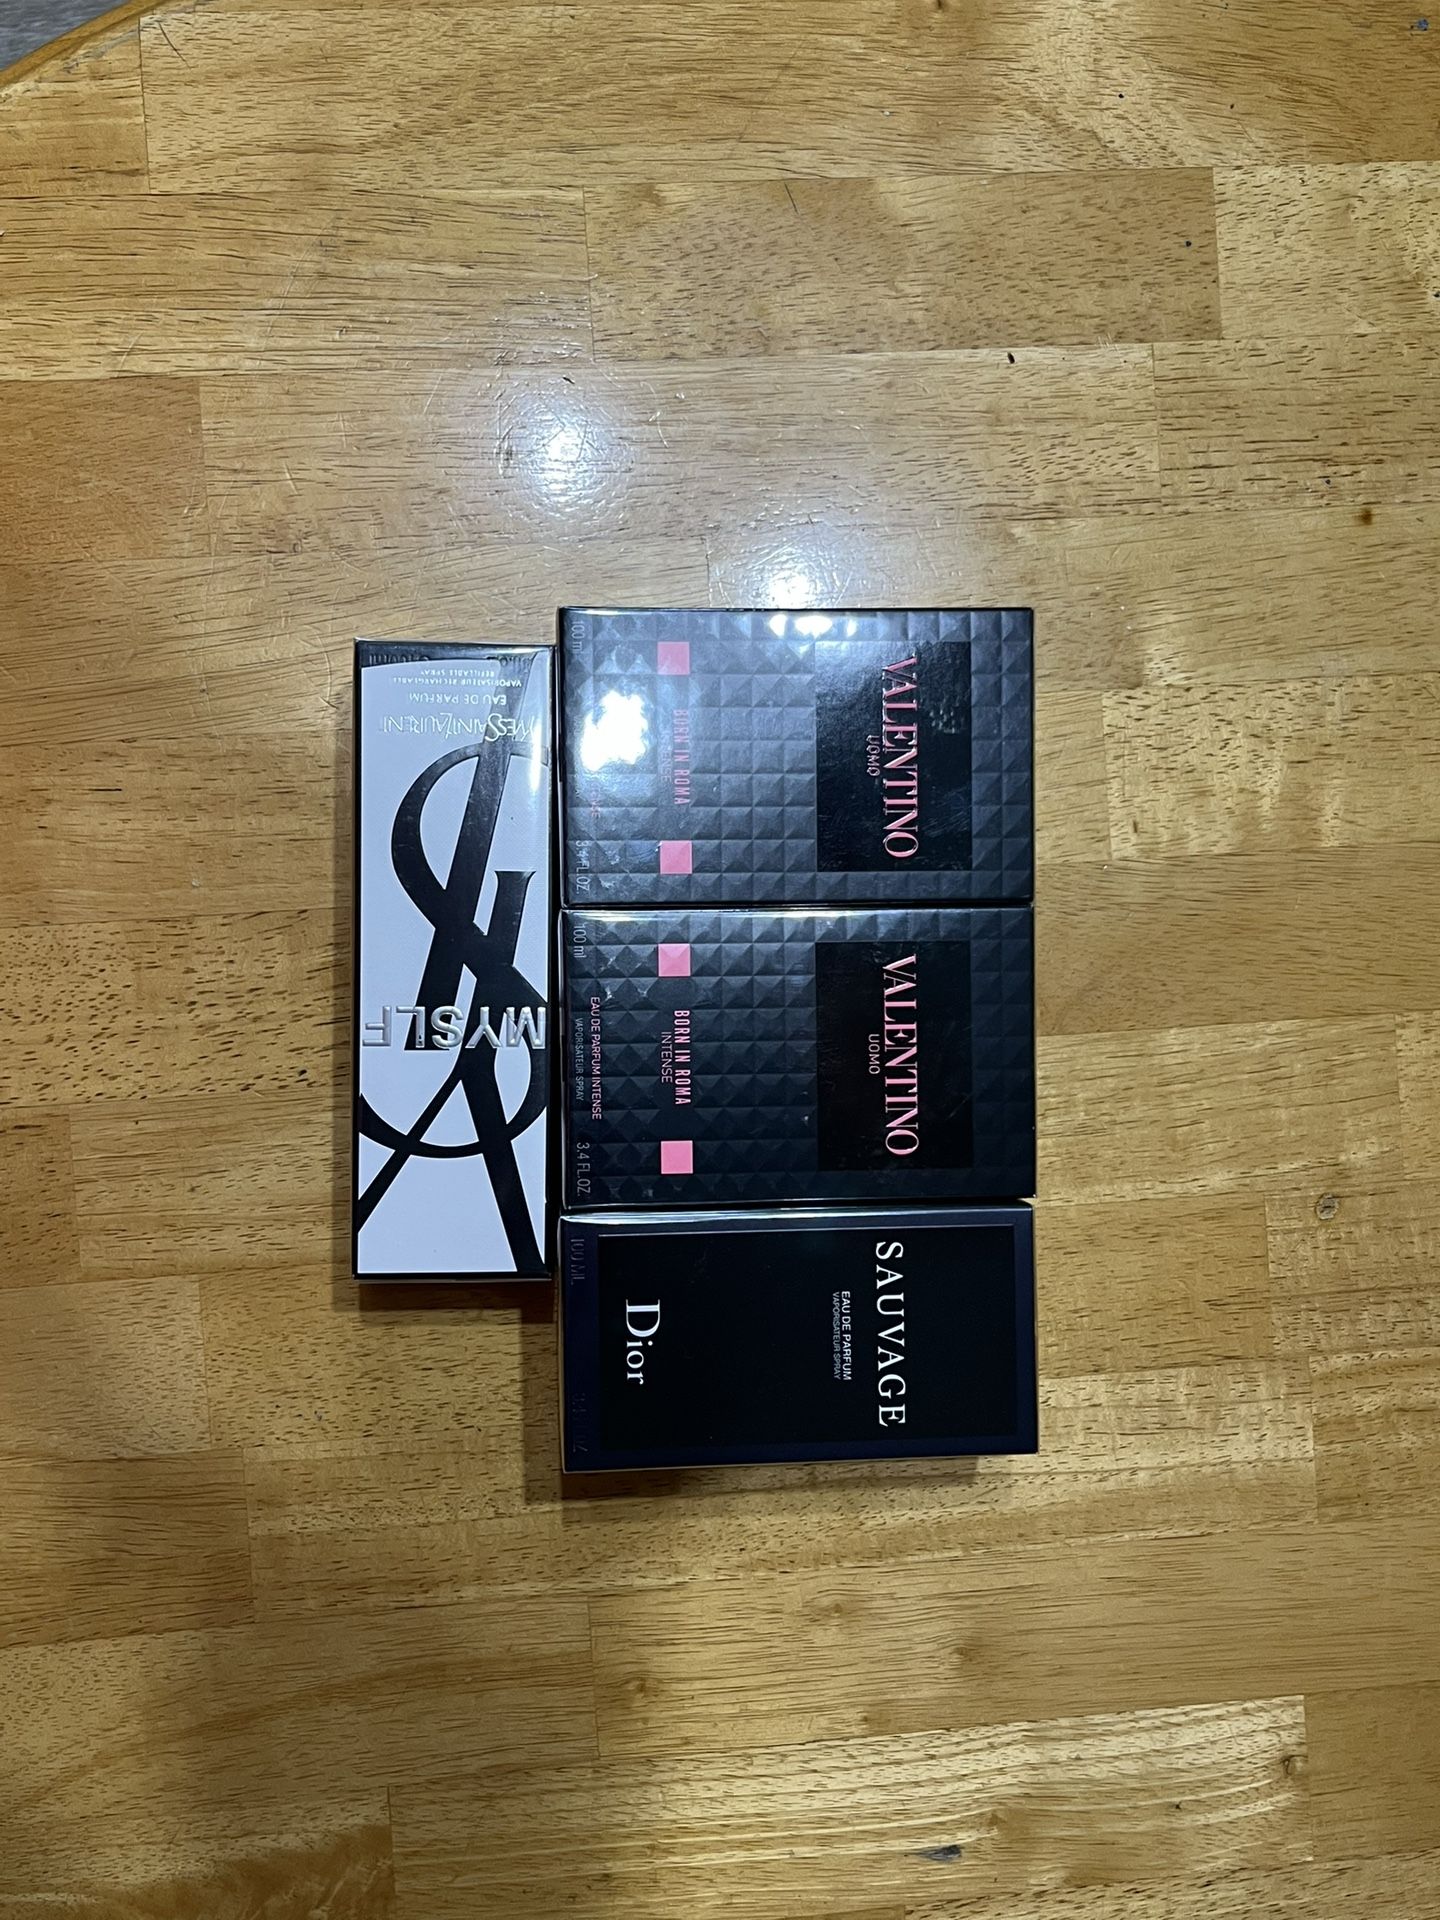 VALENTINO
UOMO
BORN IN ROMA
100 ml
3.4 FL.OZ.
VALENTINO
UOMO
BORN IN ROMA
INTENSE
EAU DE PARFUM INTENSE
VAPORISATEUR SPRAY
100 ml
3.4 FL.OZ.
SAUVAGE
EAU DE PARFUM
VAPORISATEUR SPRAY
Dior
100 ML
MYSLF
YVESSAINTLAURENT
EAU DE PARFUM
VAPORISATEUR RECHARGEABLE
REFILLABLE SPRAY